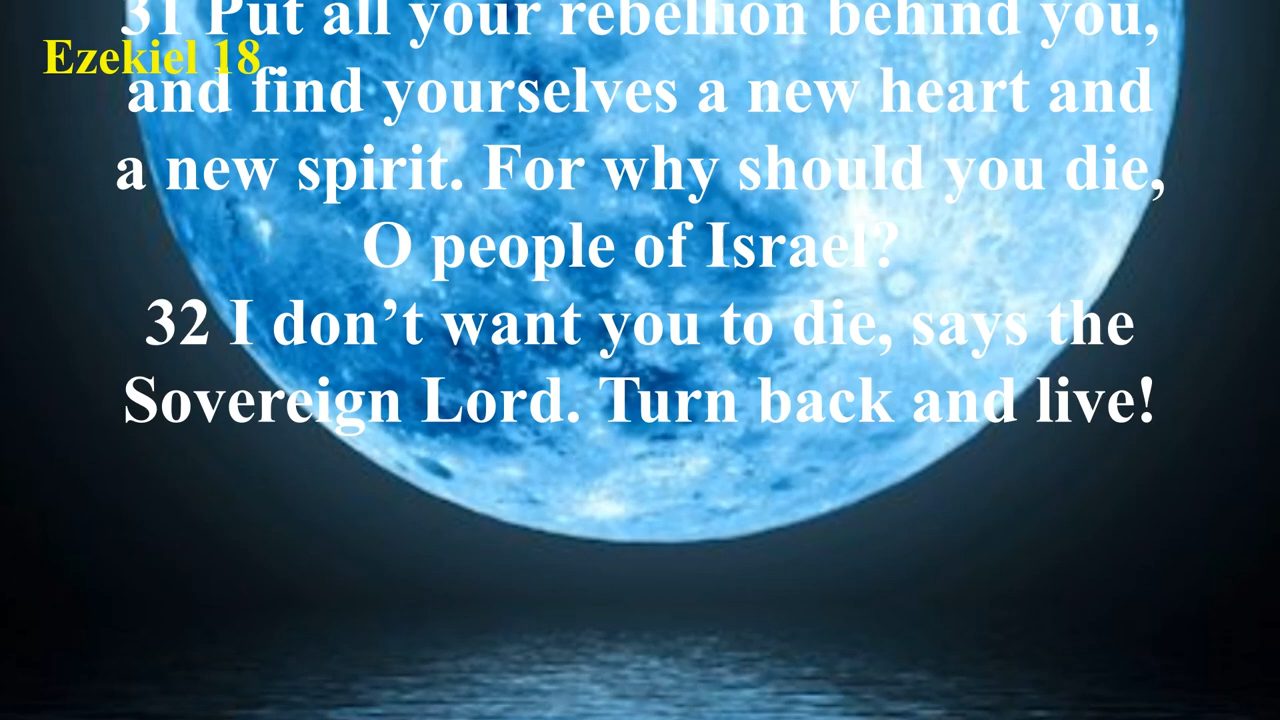 31 Put all your rebellion behind you,
Ezekiel 18
and find yourselves a new heart and
a new spirit. For why should you die,
O people of Israel?
32 I don’t want you to die, says the
Sovereign Lord. Turn back and live!